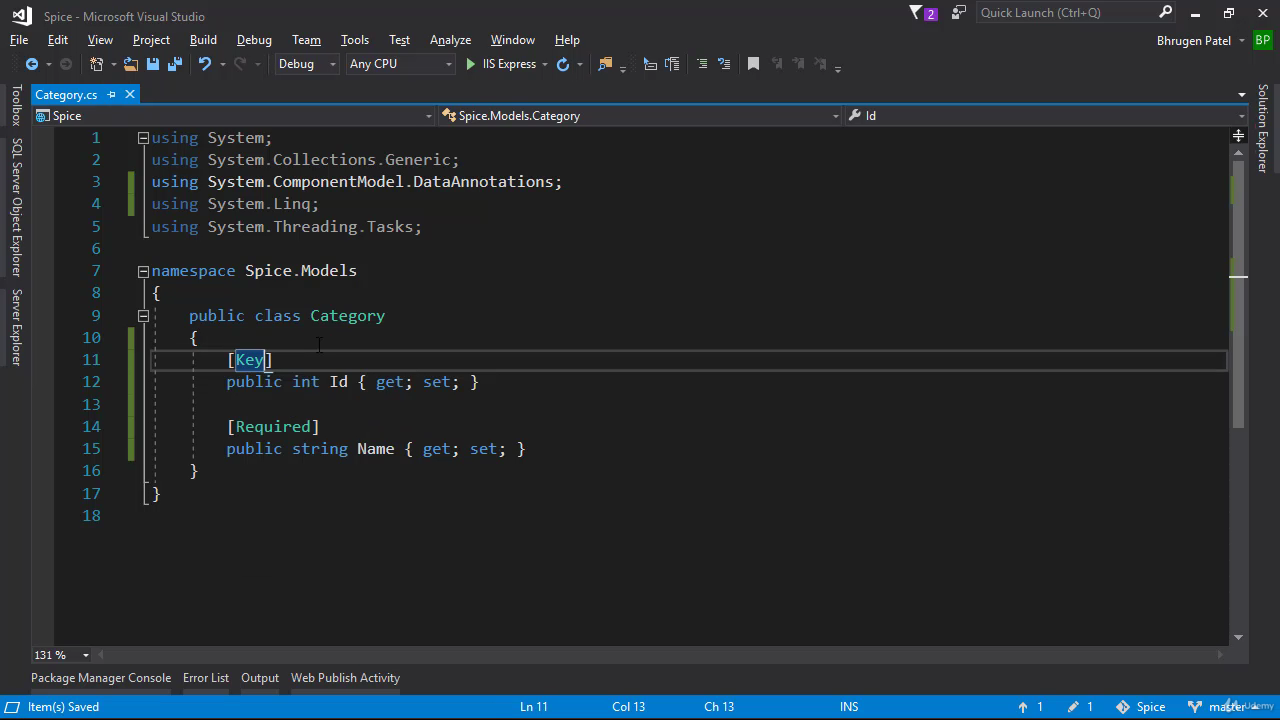 Spice - Microsoft Visual Studio
2
Quick Launch (Ctrl+Q)
File Edit View Project Build Debug Team Tools Test Analyze Window Help
Bhrugen Patel BP
Debug Any CPU IIS Express
Category.cs
Spice Spice.Models.Category Id
Toolbox
SQL Server Object Explorer
Server Explorer
Solution Explorer
1 using System;
2 using System.Collections.Generic;
3 using System.ComponentModel.DataAnnotations;
4 using System.Linq;
5 using System.Threading.Tasks;
6
7 namespace Spice.Models
8 {
9 public class Category
10 {
11 [Key]
12 public int Id { get; set; }
13
14 [Required]
15 public string Name { get; set; }
16 }
17 }
18
131 %
Package Manager Console Error List Output Web Publish Activity
Item(s) Saved Ln 11 Col 13 Ch 13 INS 1 1 Spice master
Udemy